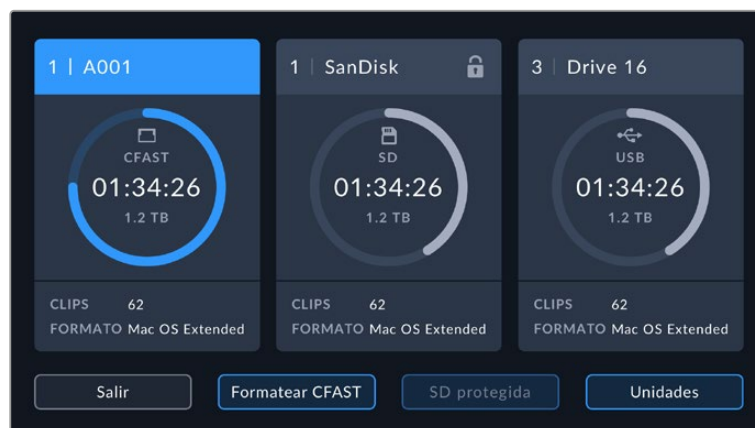 1 | A001
CFAST
01:34:26
1.2 TB
CLIPS 62
FORMATO Mac OS Extended
1 | SanDisk
SD
01:34:26
1.2 TB
CLIPS 62
FORMATO Mac OS Extended
3 | Drive 16
USB
01:34:26
1.2 TB
CLIPS 62
FORMATO Mac OS Extended
Salir
Formatear CFAST
SD protegida
Unidades